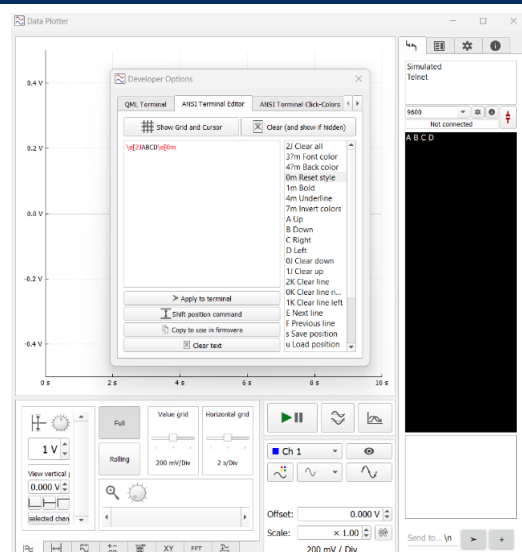 Data Plotter
Simulated
Telnet
9600
Not connected
A B C D
Developer Options
QML Terminal
ANSI Terminal Editor
ANSI Terminal Click-Colors
Show Grid and Cursor
Clear (and show if hidden)
\e[2JABCD\e[0m
2J Clear all
3?m Font color
4?m Back color
0m Reset style
1m Bold
4m Underline
7m Invert colors
A Up
B Down
C Right
D Left
0J Clear down
1J Clear up
2K Clear line
0K Clear line ri...
1K Clear line left
E Next line
F Previous line
s Save position
u Load position
Apply to terminal
Shift position command
Copy to use in firmware
Clear text
0.4 V
0.2 V
0.0 V
-0.2 V
-0.4 V
0 s
2 s
4 s
6 s
8 s
10 s
1 V
View vertical
0.000 V
selected chan
Full
Rolling
Value grid
200 mV/Div
Horizontal grid
2 s/Div
Ch 1
Offset:
0.000 V
Scale:
× 1.00
200 mV / Div
XY
FFT
Send to...
\n